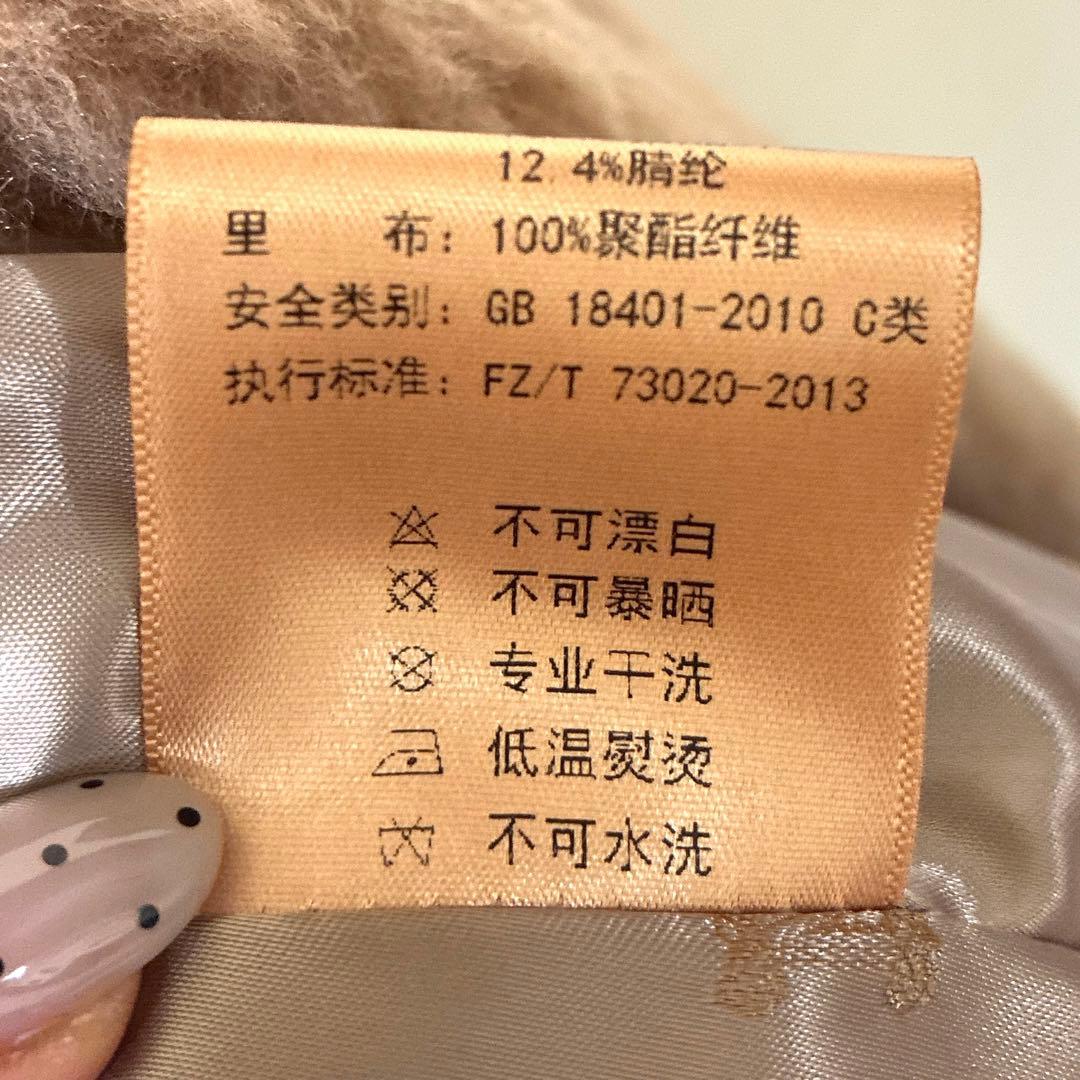 12.4%腈纶
里 布: 100%聚酯纤维
安全类别: GB 18401-2010 C类
执行标准: FZ/T 73020-2013
不可漂白
不可暴晒
专业干洗
低温熨烫
不可水洗